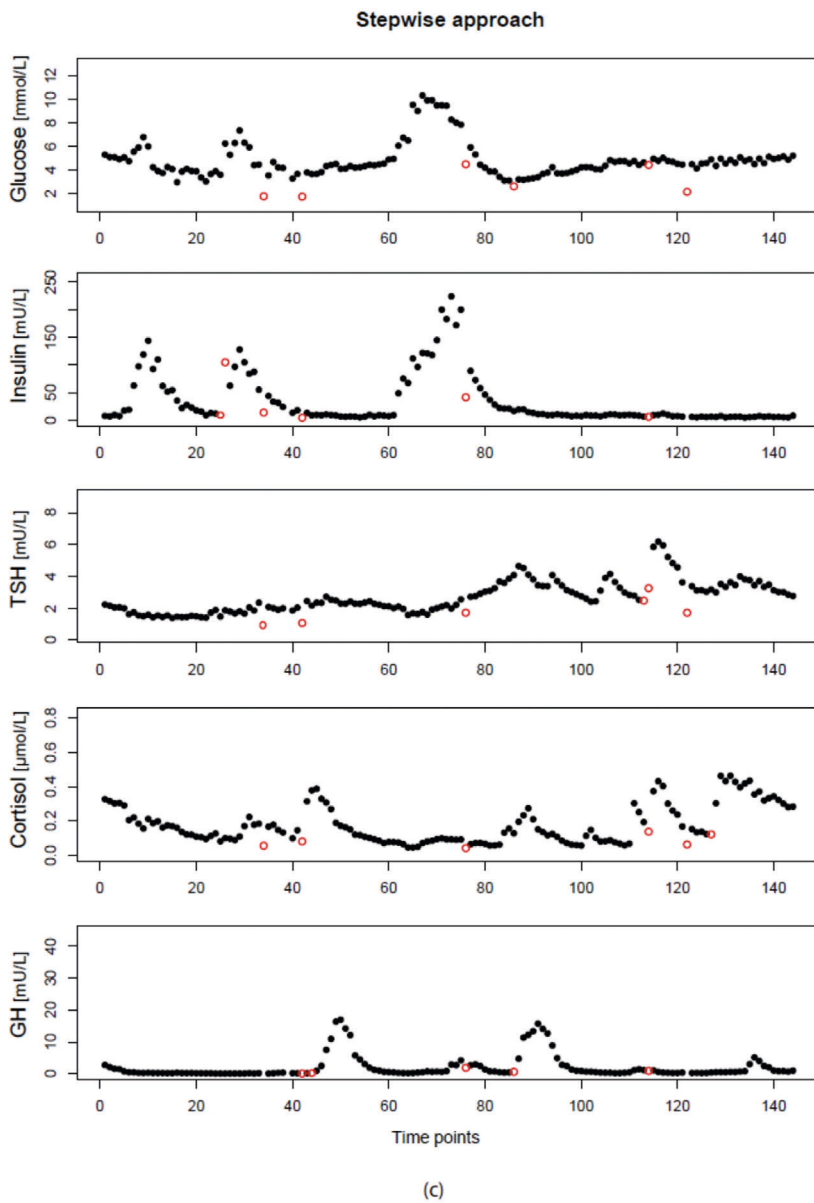 Stepwise approach
Glucose [mmol/L]
12
10
8
6
4
2
0 20 40 60 80 100 120 140
Insulin [mU/L]
250
150
50
0
0 20 40 60 80 100 120 140
TSH [mU/L]
8
6
4
2
0
0 20 40 60 80 100 120 140
Cortisol [µmol/L]
0.8
0.6
0.4
0.2
0.0
0 20 40 60 80 100 120 140
GH [mU/L]
40
30
20
10
0
0 20 40 60 80 100 120 140
Time points
(c)